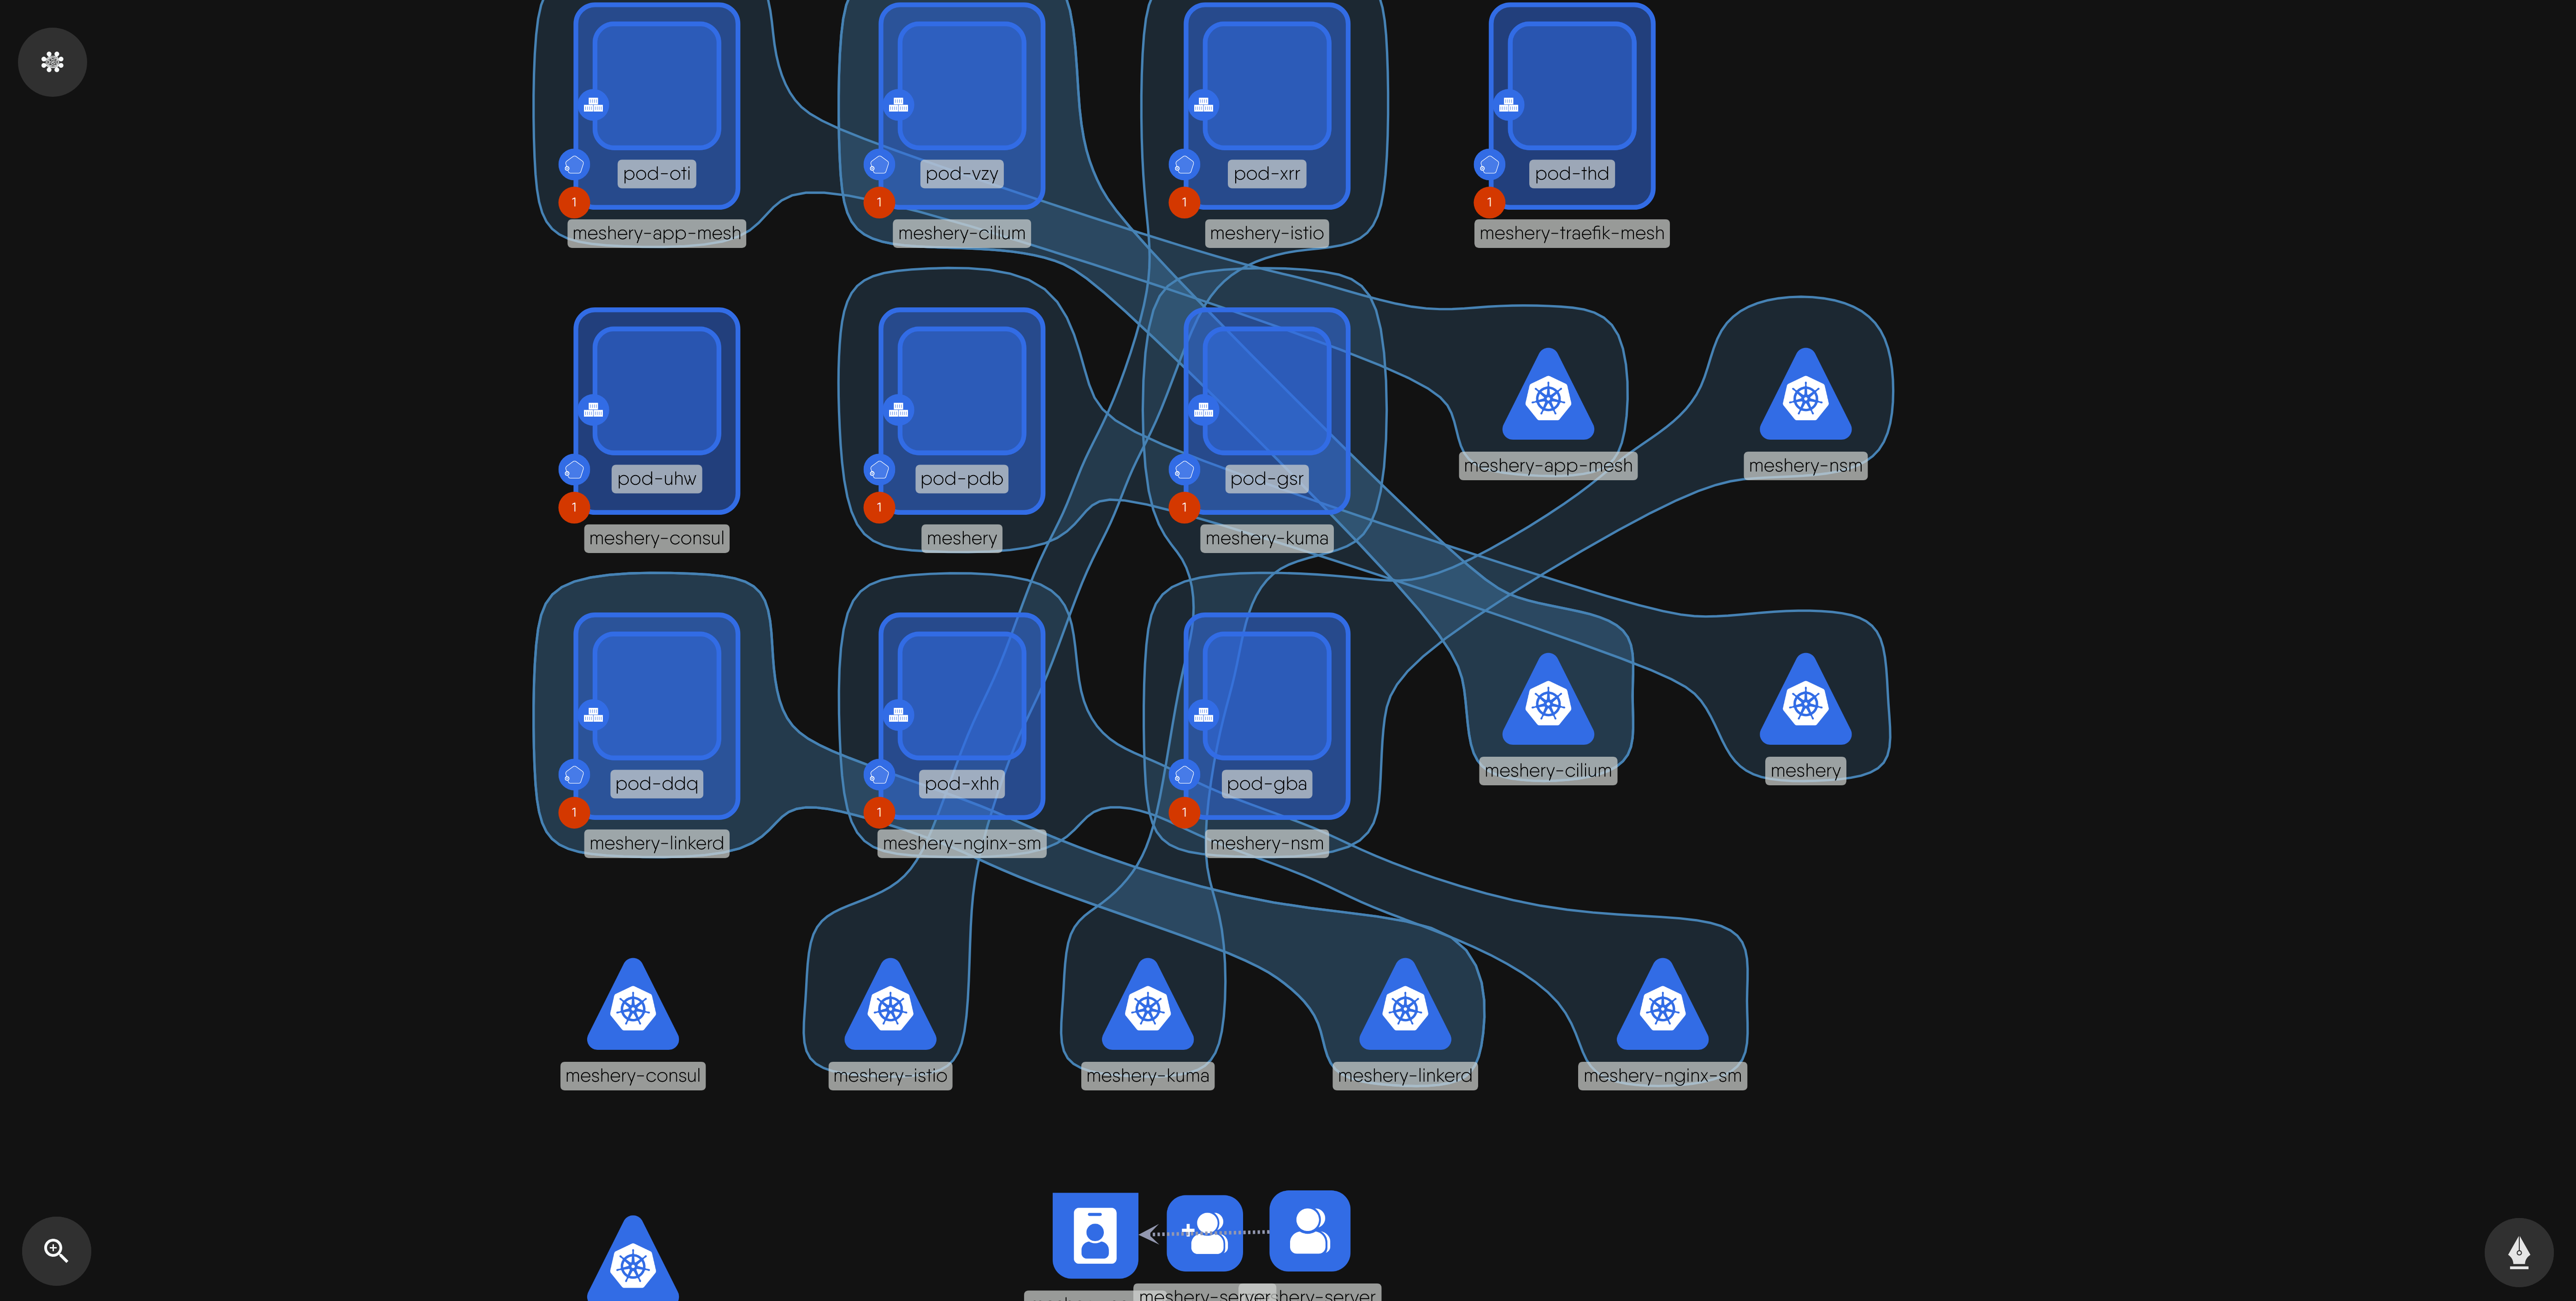 pod-oti
pod-vzy
pod-xrr
pod-thd
1
1
1
1
meshery-app-mesh
meshery-cilium
meshery-istio
meshery-traefik-mesh
meshery-app-mesh
meshery-nsm
pod-uhw
pod-pdb
pod-gsr
1
1
1
meshery-consul
meshery
meshery-kuma
meshery-cilium
meshery
pod-ddq
pod-xhh
pod-gba
1
1
1
meshery-linkerd
meshery-nginx-sm
meshery-nsm
meshery-consul
meshery-istio
meshery-kuma
meshery-linkerd
meshery-nginx-sm
meshery-server
hery-server